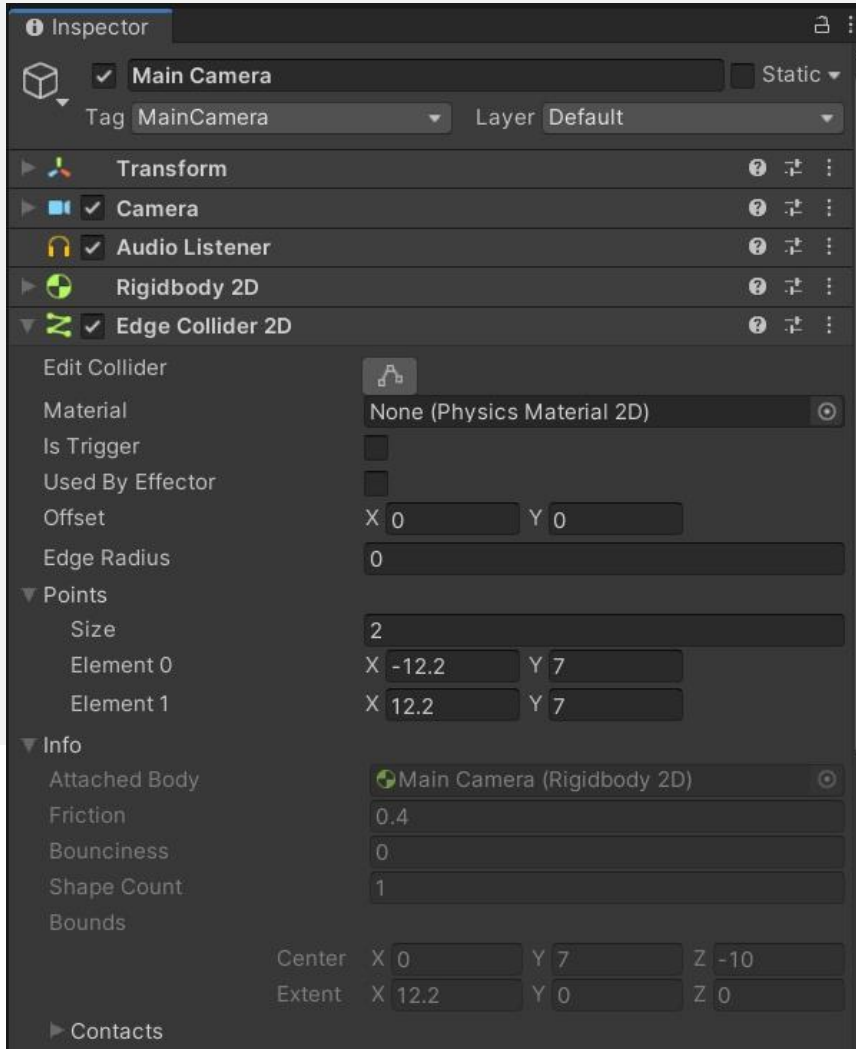 Inspector
Main Camera Static
Tag MainCamera Layer Default
Transform
Camera
Audio Listener
Rigidbody 2D
Edge Collider 2D
Edit Collider
Material None (Physics Material 2D)
Is Trigger
Used By Effector
Offset X 0 Y 0
Edge Radius 0
Points
Size 2
Element 0 X -12.2 Y 7
Element 1 X 12.2 Y 7
Info
Attached Body Main Camera (Rigidbody 2D)
Friction 0.4
Bounciness 0
Shape Count 1
Bounds
Center X 0 Y 7 Z -10
Extent X 12.2 Y 0 Z 0
Contacts